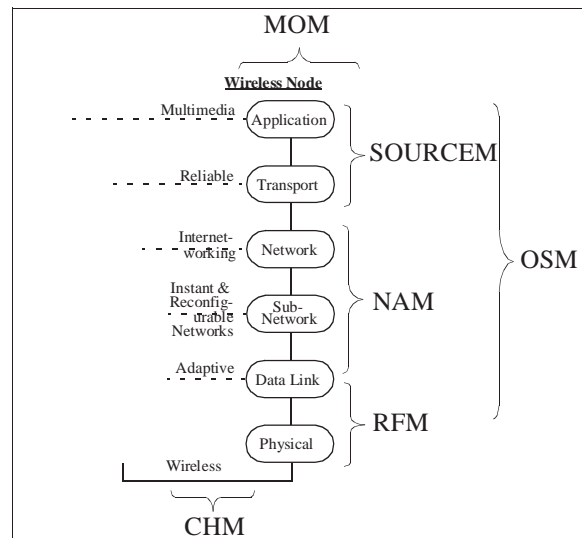 MOM
Wireless Node
Multimedia
Application
SOURCEM
Reliable
Transport
Internet-
working
Network
OSM
NAM
Instant &
Reconfig-
urable
Networks
Sub-
Network
Adaptive
Data Link
RFM
Physical
Wireless
CHM